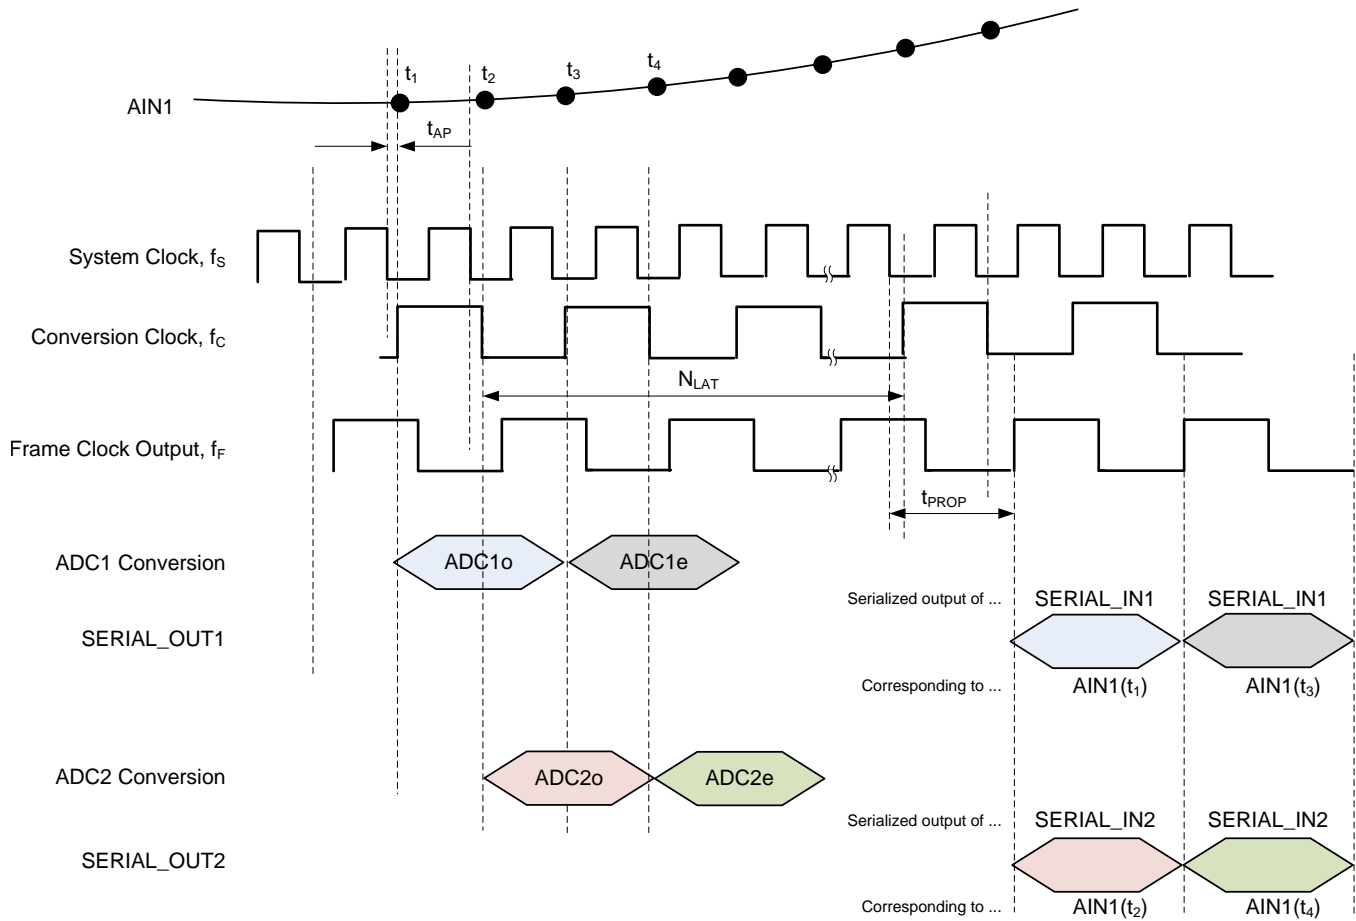 t1 t2 t3 t4
AIN1
tAP
System Clock, fS
Conversion Clock, fC
NLAT
Frame Clock Output, fF
tPROP
ADC1 Conversion
ADC1o ADC1e
Serialized output of ... SERIAL_IN1 SERIAL_IN1
SERIAL_OUT1
Corresponding to ... AIN1(t1) AIN1(t3)
ADC2 Conversion
ADC2o ADC2e
Serialized output of ... SERIAL_IN2 SERIAL_IN2
SERIAL_OUT2
Corresponding to ... AIN1(t2) AIN1(t4)